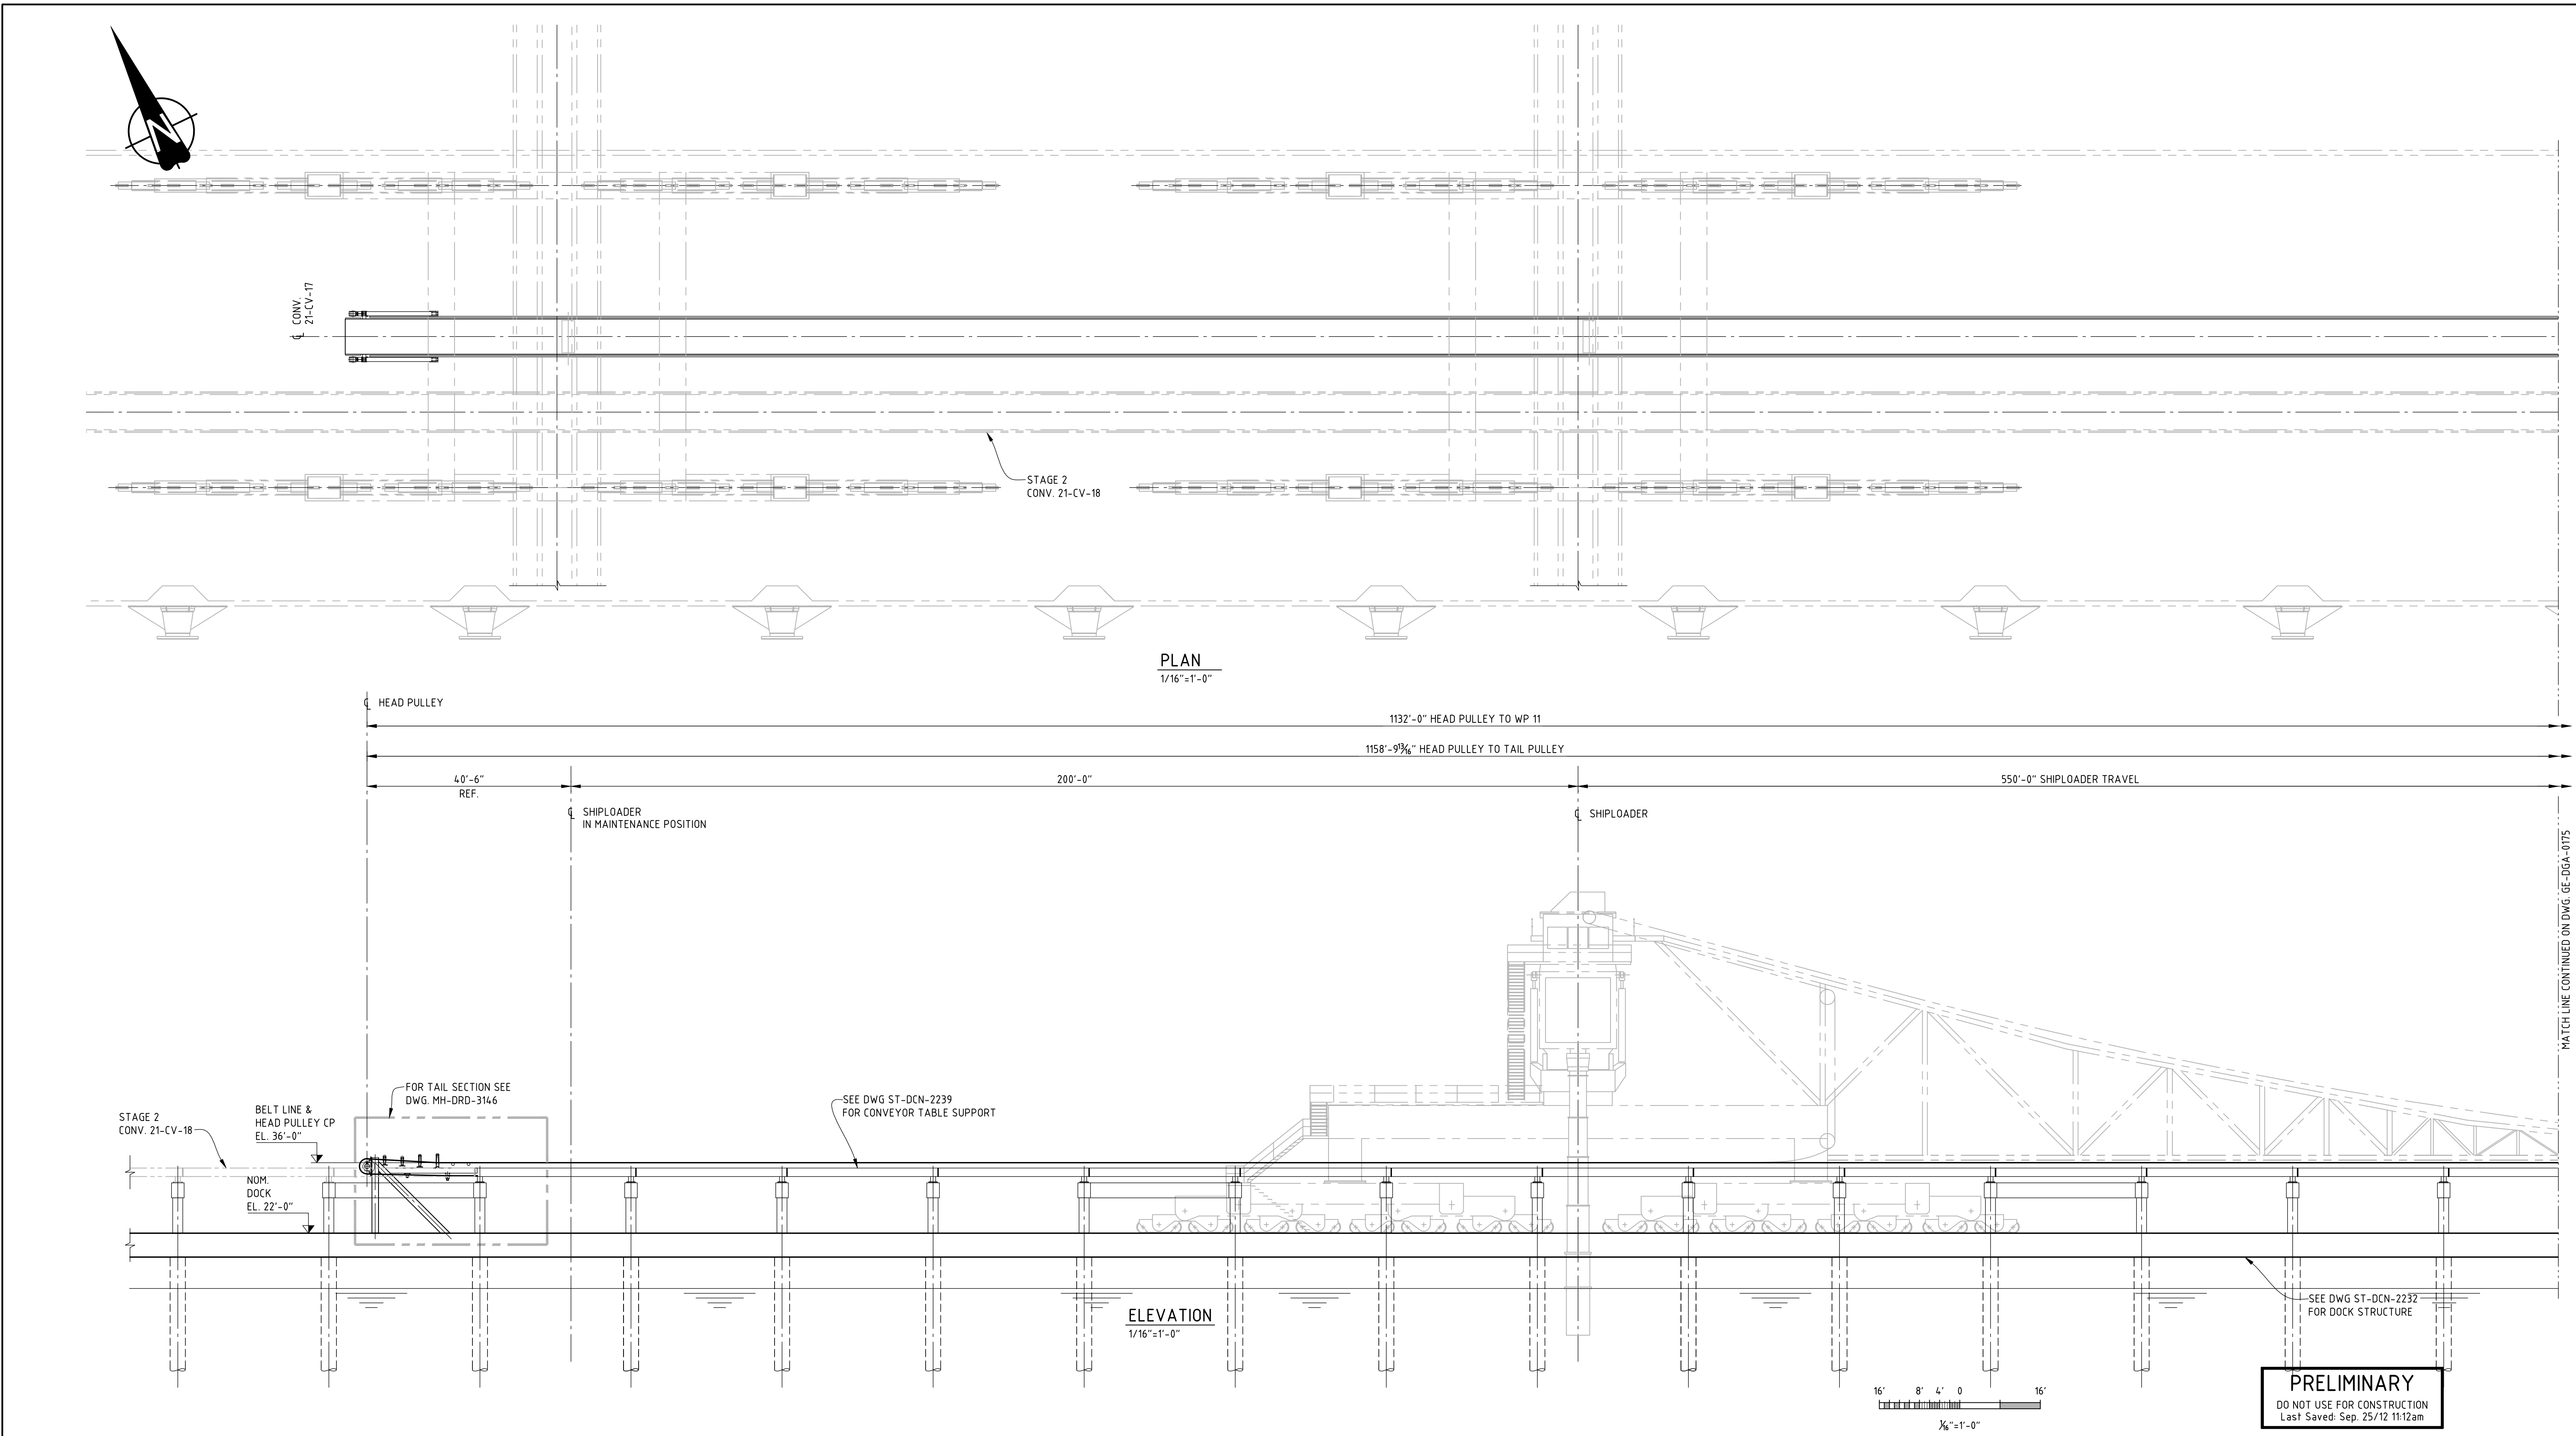 N
℄ CONV.
21-CV-17
STAGE 2
CONV. 21-CV-18
PLAN
1/16"=1'-0"
℄ HEAD PULLEY
1132'-0" HEAD PULLEY TO WP 11
1158'-9 13/16" HEAD PULLEY TO TAIL PULLEY
40'-6"
REF.
200'-0"
550'-0" SHIPLOADER TRAVEL
℄ SHIPLOADER
IN MAINTENANCE POSITION
℄ SHIPLOADER
MATCH LINE CONTINUED ON DWG. GE-DGA-0175
FOR TAIL SECTION SEE
DWG. MH-DRD-3146
SEE DWG ST-DCN-2239
FOR CONVEYOR TABLE SUPPORT
STAGE 2
CONV. 21-CV-18
BELT LINE &
HEAD PULLEY CP
EL. 36'-0"
NOM.
DOCK
EL. 22'-0"
SEE DWG ST-DCN-2232
FOR DOCK STRUCTURE
ELEVATION
1/16"=1'-0"
16' 8' 4' 0 16'
1/16"=1'-0"
PRELIMINARY
DO NOT USE FOR CONSTRUCTION
Last Saved: Sep. 25/12 11:12am